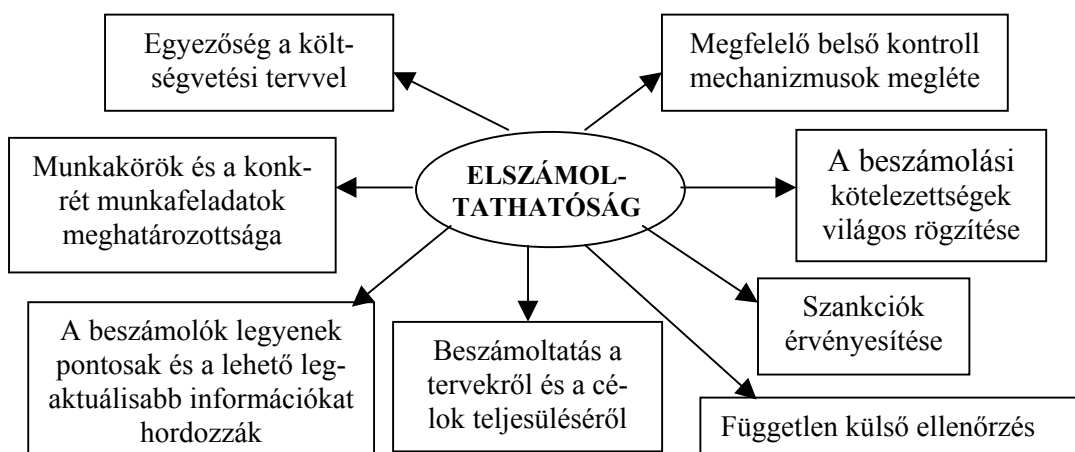 Egyezőség a költ-
ségvetési tervvel
Megfelelő belső kontroll
mechanizmusok megléte
Munkakörök és a konk-
rét munkafeladatok
meghatározottsága
ELSZÁMOL-
TATHATÓSÁG
A beszámolási
kötelezettségek
világos rögzítése
A beszámolók legyenek
pontosak és a lehető leg-
aktuálisabb információkat
hordozzák
Beszámoltatás a
tervekről és a cé-
lok teljesüléséről
Szankciók
érvényesítése
Független külső ellenőrzés